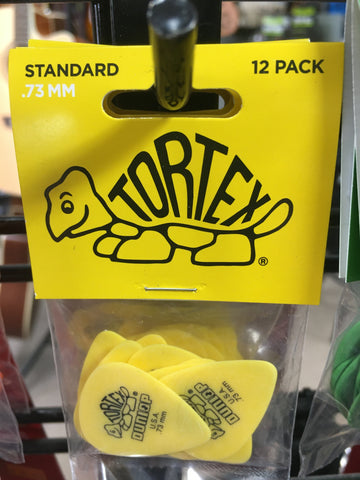 STANDARD
.73 MM
12 PACK
TORTEX
®
TORTEX
DUNLOP
U.S.A
.73 mm
DUNLOP
U.S.A
.73 mm